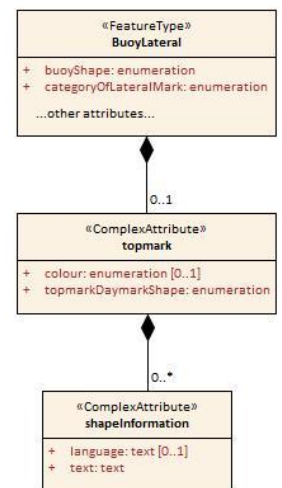 «FeatureType»
BuoyLateral
+ buoyShape: enumeration
+ categoryOfLateralMark: enumeration
...other attributes...
0..1
«ComplexAttribute»
topmark
+ colour: enumeration [0..1]
+ topmarkDaymarkShape: enumeration
0..*
«ComplexAttribute»
shapeInformation
+ language: text [0..1]
+ text: text